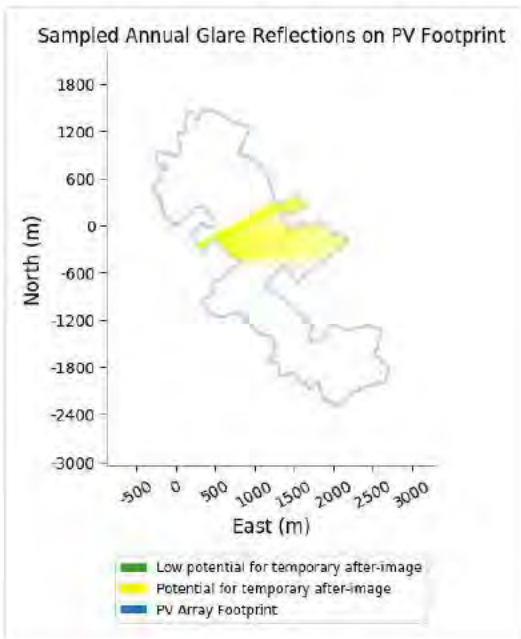 Sampled Annual Glare Reflections on PV Footprint
1800
1200
600
0
-600
-1200
-1800
-2400
-3000
North (m)
-500
0
500
1000
1500
2000
2500
3000
East (m)
Low potential for temporary after-image
Potential for temporary after-image
PV Array Footprint